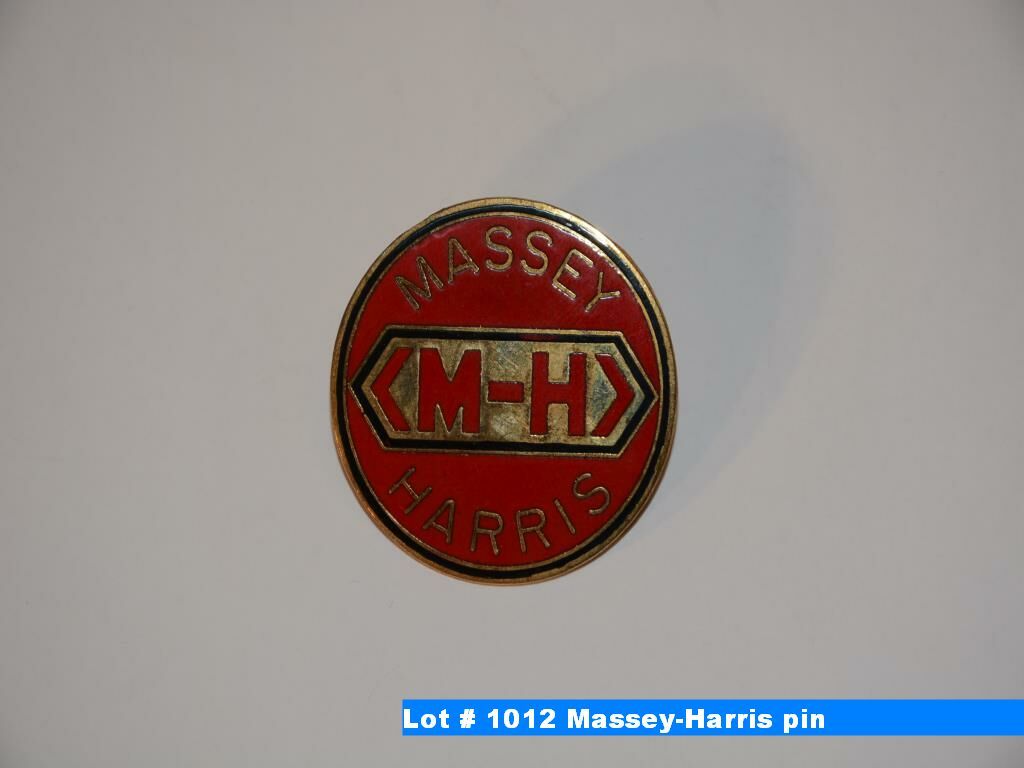 MASSEY
M-H
HARRIS
Lot # 1012 Massey-Harris pin